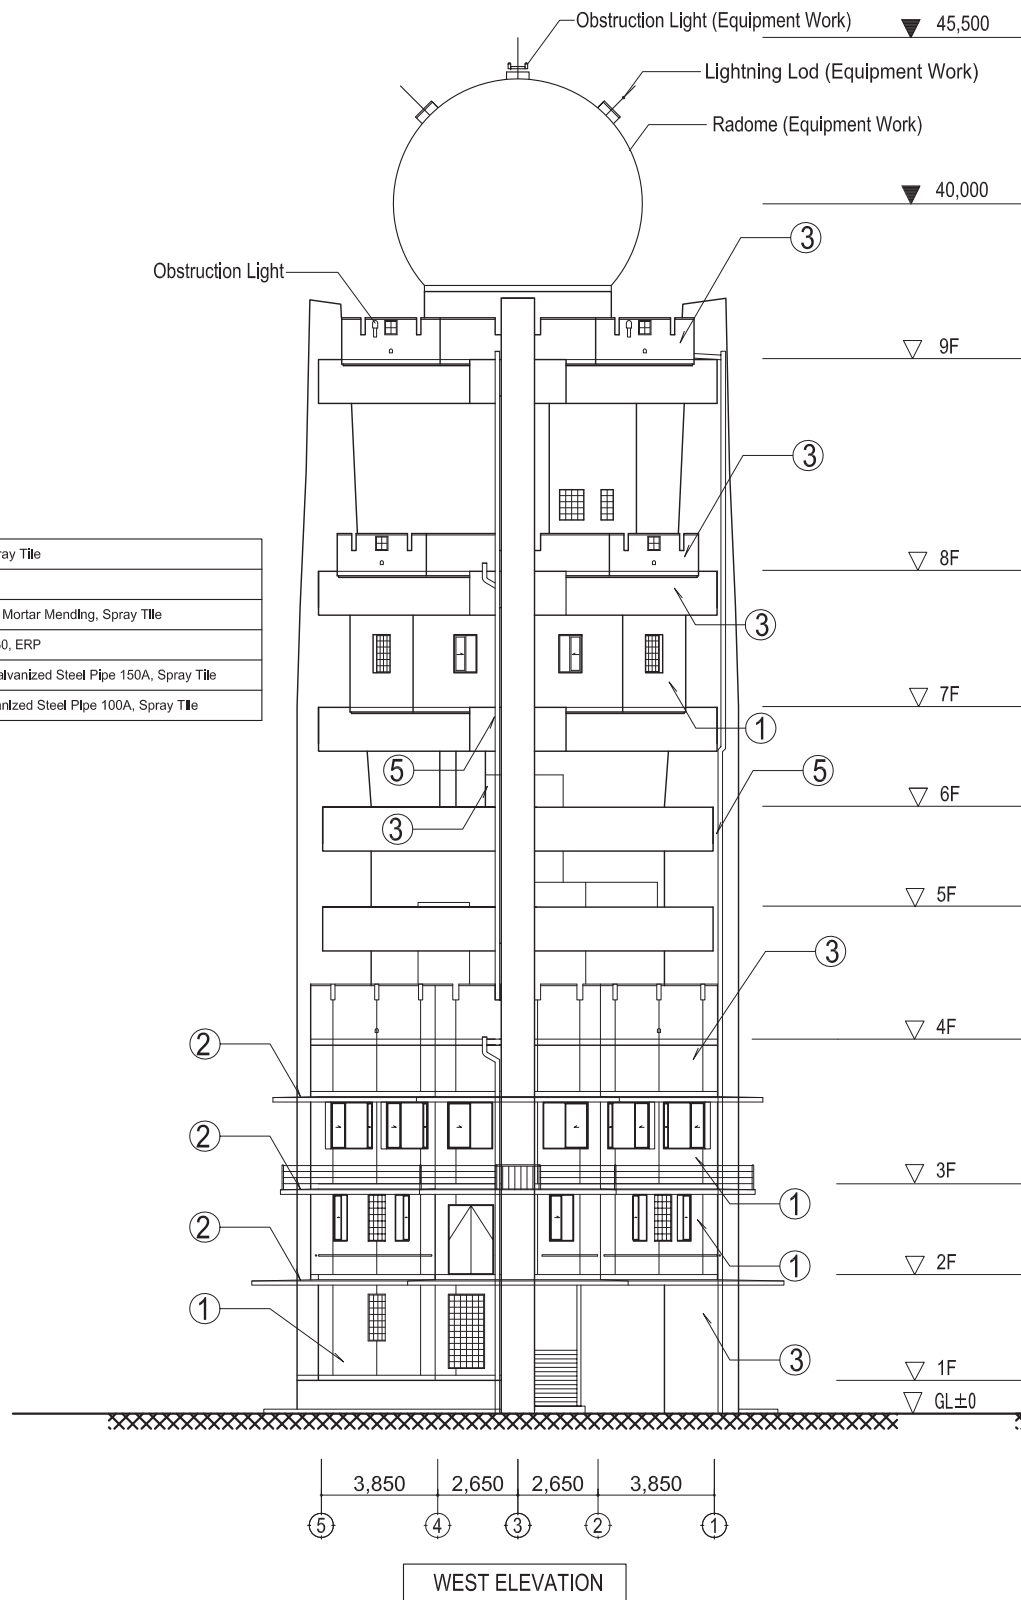 Obstruction Light (Equipment Work)
45,500
Lightning Lod (Equipment Work)
Radome (Equipment Work)
40,000
3
Obstruction Light
9F
3
ray Tile
8F
Mortar Mending, Spray Tile
3
0, ERP
alvanized Steel Pipe 150A, Spray Tile
7F
nized Steel Pipe 100A, Spray Tile
1
5
5
6F
3
5F
3
4F
2
2
3F
1
2
1
2F
1
3
1F
GL±0
3,850 2,650 2,650 3,850
5 4 3 2 1
WEST ELEVATION